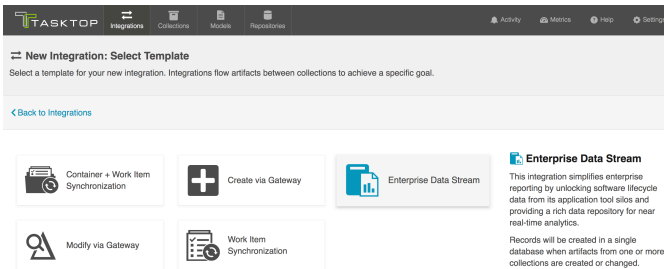 TASKTOP
Integrations
Collections
Models
Repositories
Activity
Metrics
Help
Settings
New Integration: Select Template
Select a template for your new integration. Integrations flow artifacts between collections to achieve a specific goal.
Back to Integrations
Container + Work Item
Synchronization
Create via Gateway
Enterprise Data Stream
Modify via Gateway
Work Item
Synchronization
Enterprise Data Stream
This integration simplifies enterprise
reporting by unlocking software lifecycle
data from its application tool silos and
providing a rich data repository for near
real-time analytics.
Records will be created in a single
database when artifacts from one or more
collections are created or changed.